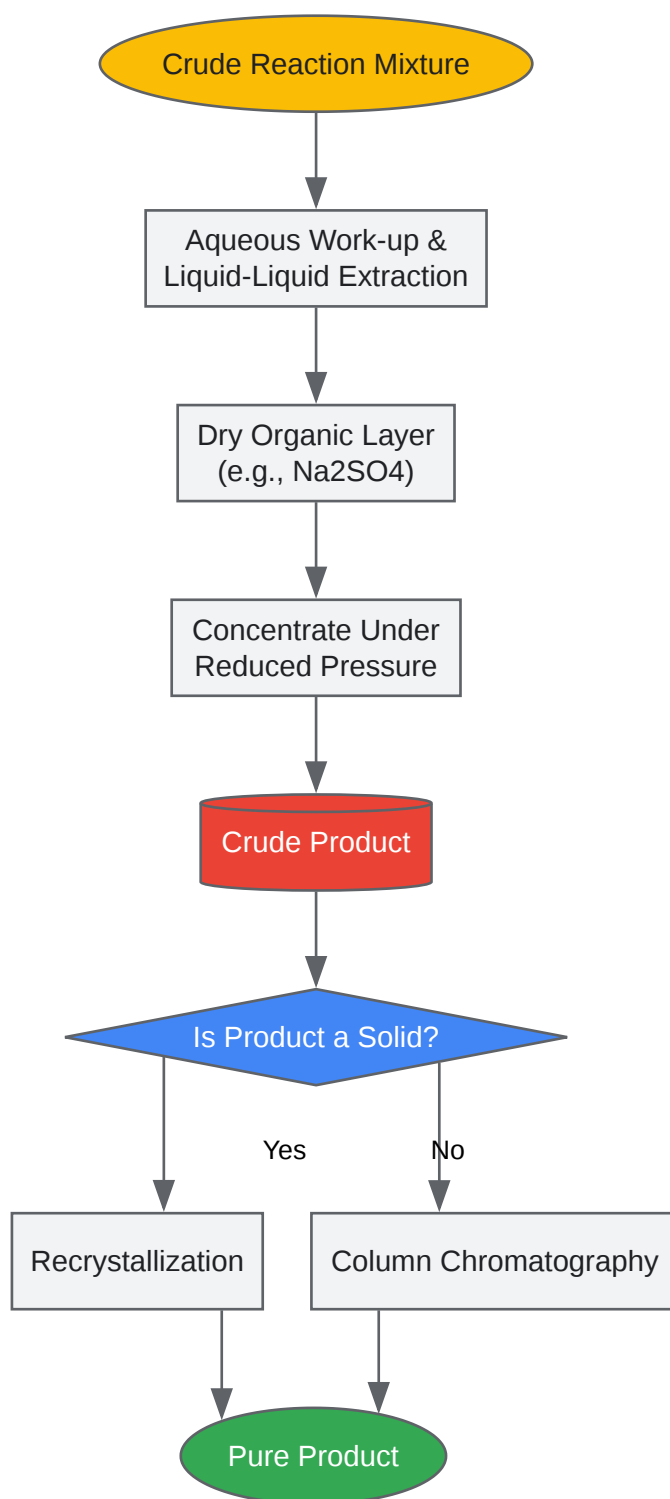 Crude Reaction Mixture
Aqueous Work-up &
Liquid-Liquid Extraction
Dry Organic Layer
(e.g., Na2SO4)
Concentrate Under
Reduced Pressure
Crude Product
Is Product a Solid?
Yes
No
Recrystallization
Column Chromatography
Pure Product